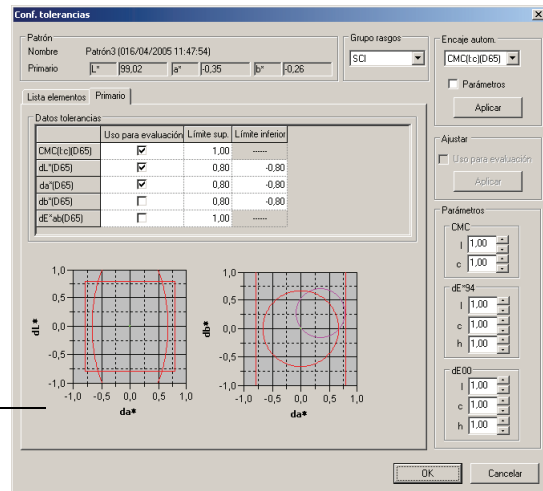 Conf. tolerancias
Patrón
Nombre Patrón3 (016/04/2005 11:47:54)
Primario L* 99,02 a* -0,35 b* -0,26
Grupo rasgos
SCI
Encaje autom.
CMC(l:c)(D65)
Parámetros
Aplicar
Lista elementos Primario
Datos tolerancias
Uso para evaluación Límite sup. Límite inferior
CMC(l:c)(D65) 1,00 ------
dL*(D65) 0,80 -0,80
da*(D65) 0,80 -0,80
db*(D65) 0,80 -0,80
dE*ab(D65) 1,00 ------
Ajustar
Uso para evaluación
Aplicar
Parámetros
CMC
l 1,00
c 1,00
dE*94
l 1,00
c 1,00
h 1,00
dE00
l 1,00
c 1,00
h 1,00
dL*
1,0
0,5
0,0
-0,5
-1,0
-1,0 -0,5 0,0 0,5 1,0
da*
db*
1,0
0,5
0,0
-0,5
-1,0
-1,0 -0,5 0,0 0,5 1,0
da*
OK Cancelar